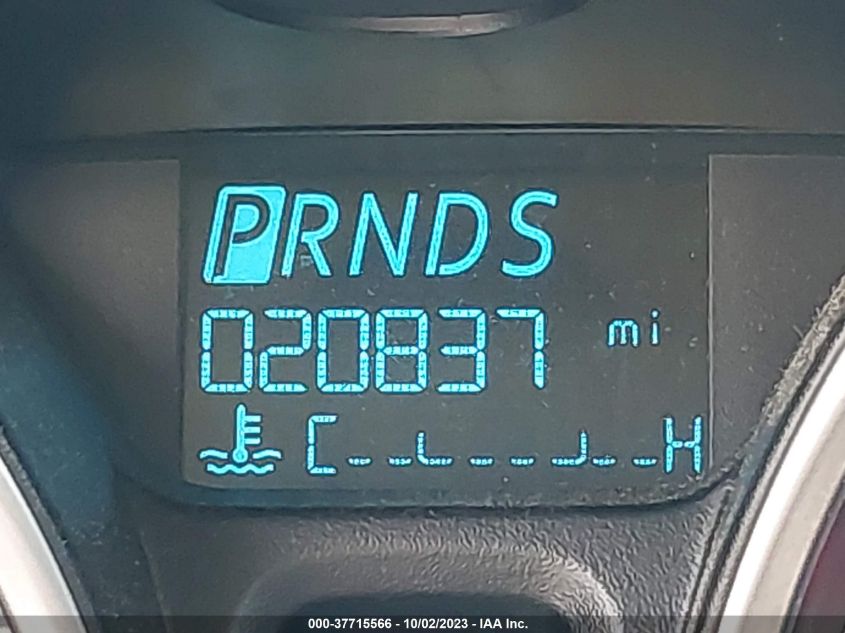 PRNDS
020837 mi
C H
000-37715566 - 10/02/2023 - IAA Inc.